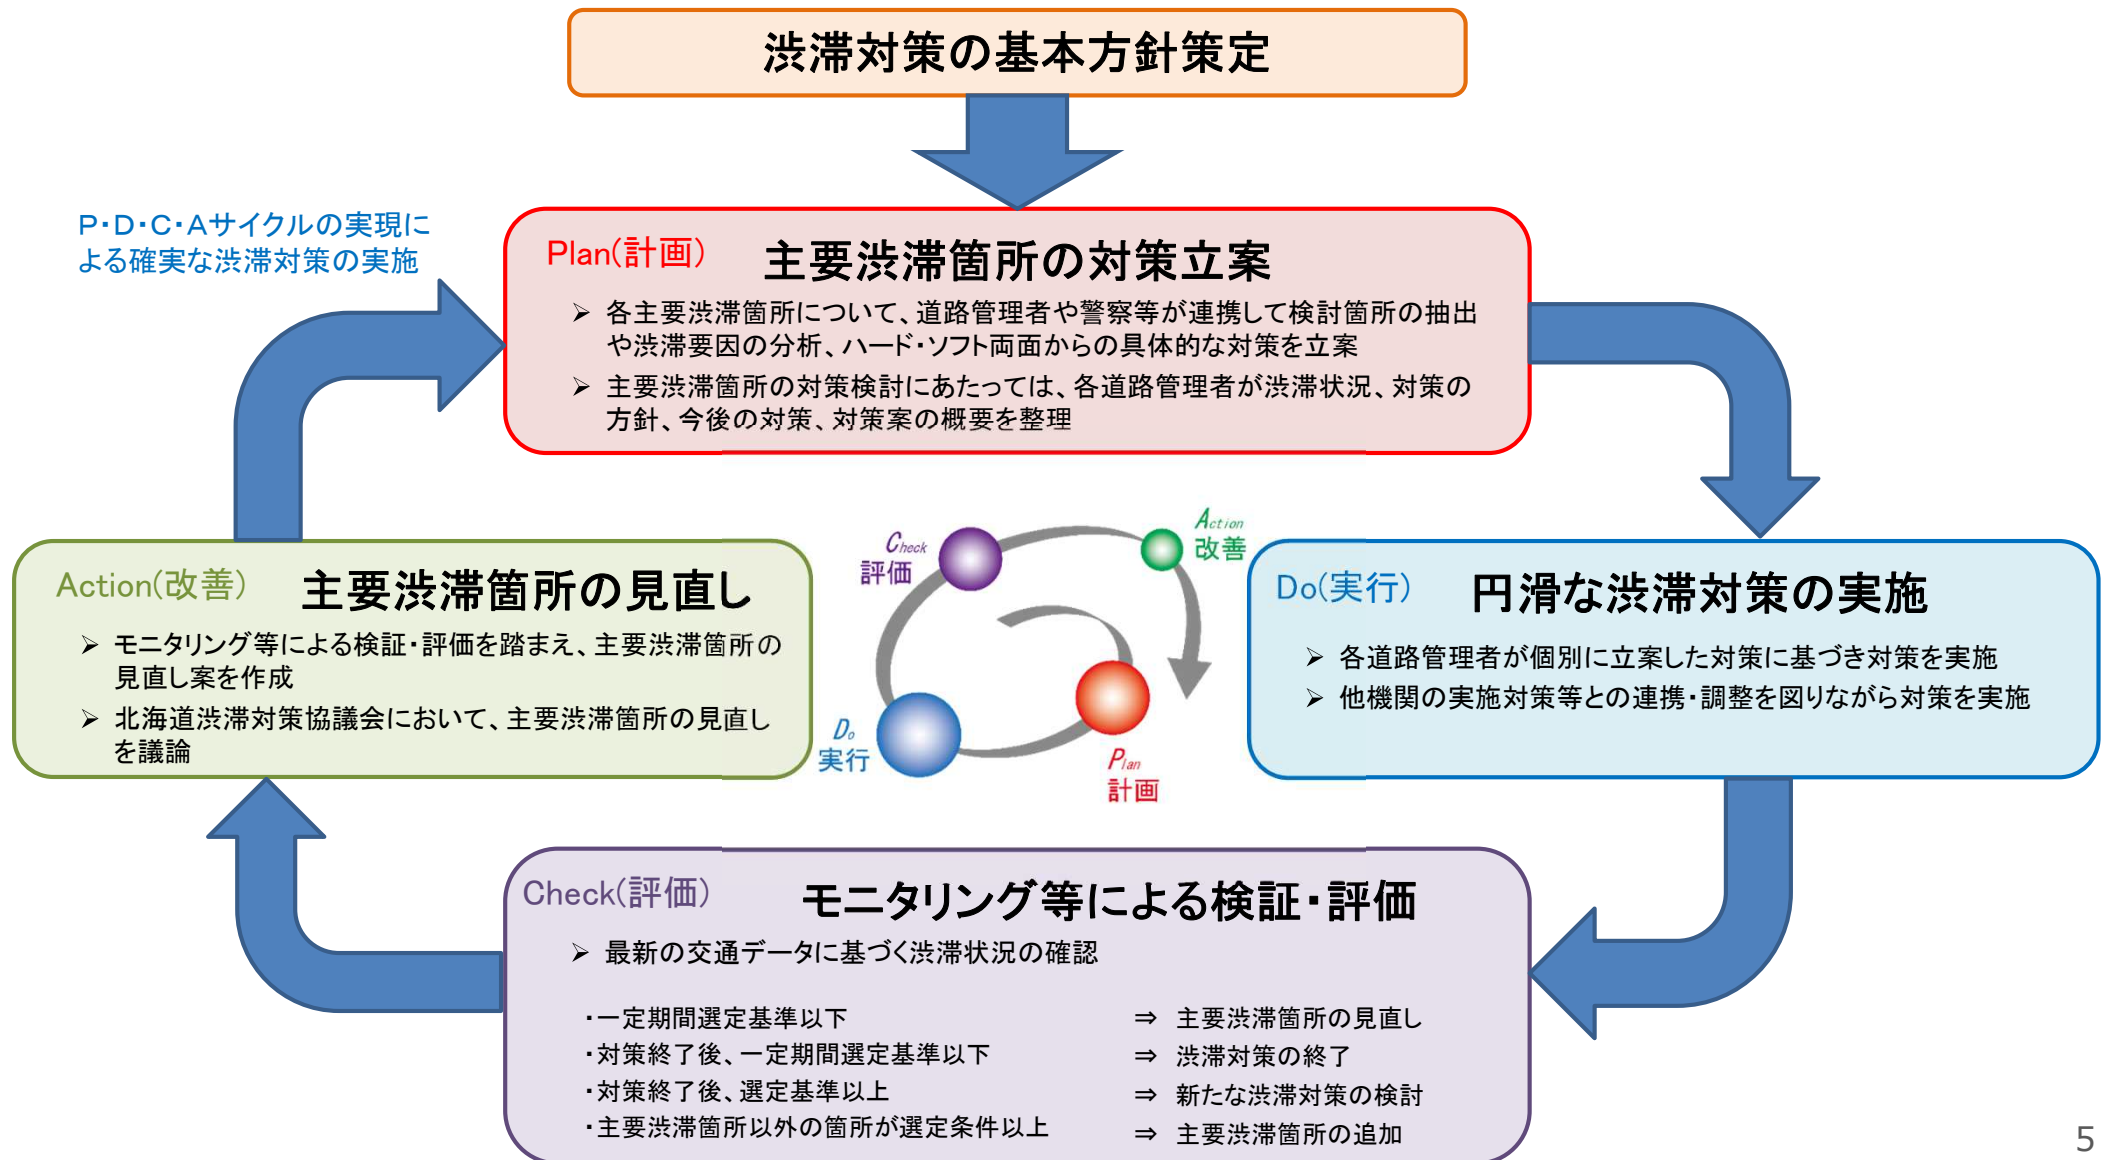 渋滞対策の基本方針策定
P・D・C・Aサイクルの実現に
よる確実な渋滞対策の実施
Plan(計画) 主要渋滞箇所の対策立案
➢ 各主要渋滞箇所について、道路管理者や警察等が連携して検討箇所の抽出
や渋滞要因の分析、ハード・ソフト両面からの具体的な対策を立案
➢ 主要渋滞箇所の対策検討にあたっては、各道路管理者が渋滞状況、対策の
方針、今後の対策、対策案の概要を整理
Action(改善) 主要渋滞箇所の見直し
➢ モニタリング等による検証・評価を踏まえ、主要渋滞箇所の
見直し案を作成
➢ 北海道渋滞対策協議会において、主要渋滞箇所の見直し
を議論
Check
評価
Action
改善
Do
実行
Plan
計画
Do(実行) 円滑な渋滞対策の実施
➢ 各道路管理者が個別に立案した対策に基づき対策を実施
➢ 他機関の実施対策等との連携・調整を図りながら対策を実施
Check(評価) モニタリング等による検証・評価
➢ 最新の交通データに基づく渋滞状況の確認
・一定期間選定基準以下 ⇒ 主要渋滞箇所の見直し
・対策終了後、一定期間選定基準以下 ⇒ 渋滞対策の終了
・対策終了後、選定基準以上 ⇒ 新たな渋滞対策の検討
・主要渋滞箇所以外の箇所が選定条件以上 ⇒ 主要渋滞箇所の追加
5